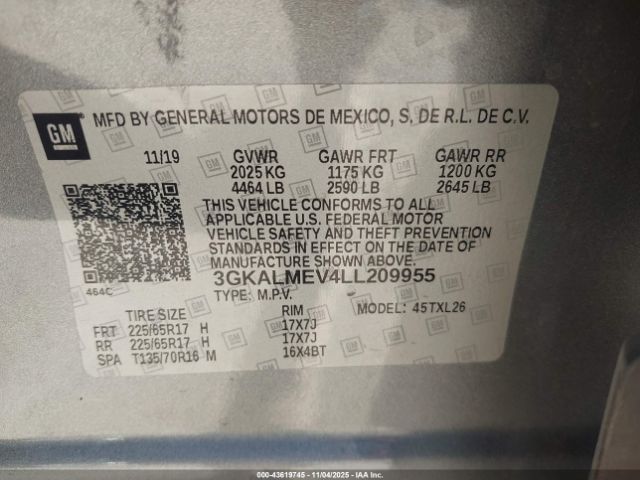 GM
MFD BY GENERAL MOTORS DE MEXICO, S. DE R.L. DE C.V.
11/19 GVWR GAWR FRT GAWR RR
2025 KG 1175 KG 1200 KG
4464 LB 2590 LB 2645 LB
THIS VEHICLE CONFORMS TO ALL
APPLICABLE U.S. FEDERAL MOTOR
VEHICLE SAFETY AND THEFT PREVENTION
STANDARDS IN EFFECT ON THE DATE OF
MANUFACTURE SHOWN ABOVE.
464C 3GKALMEV4LL209955
TYPE: M.P.V. MODEL: 45TXL26
TIRE SIZE RIM
FRT 225/65R17 H 17X7J
RR 225/65R17 H 17X7J
SPA T135/70R16 M 16X4BT
000-43619745 - 11/04/2025 - IAAI.com